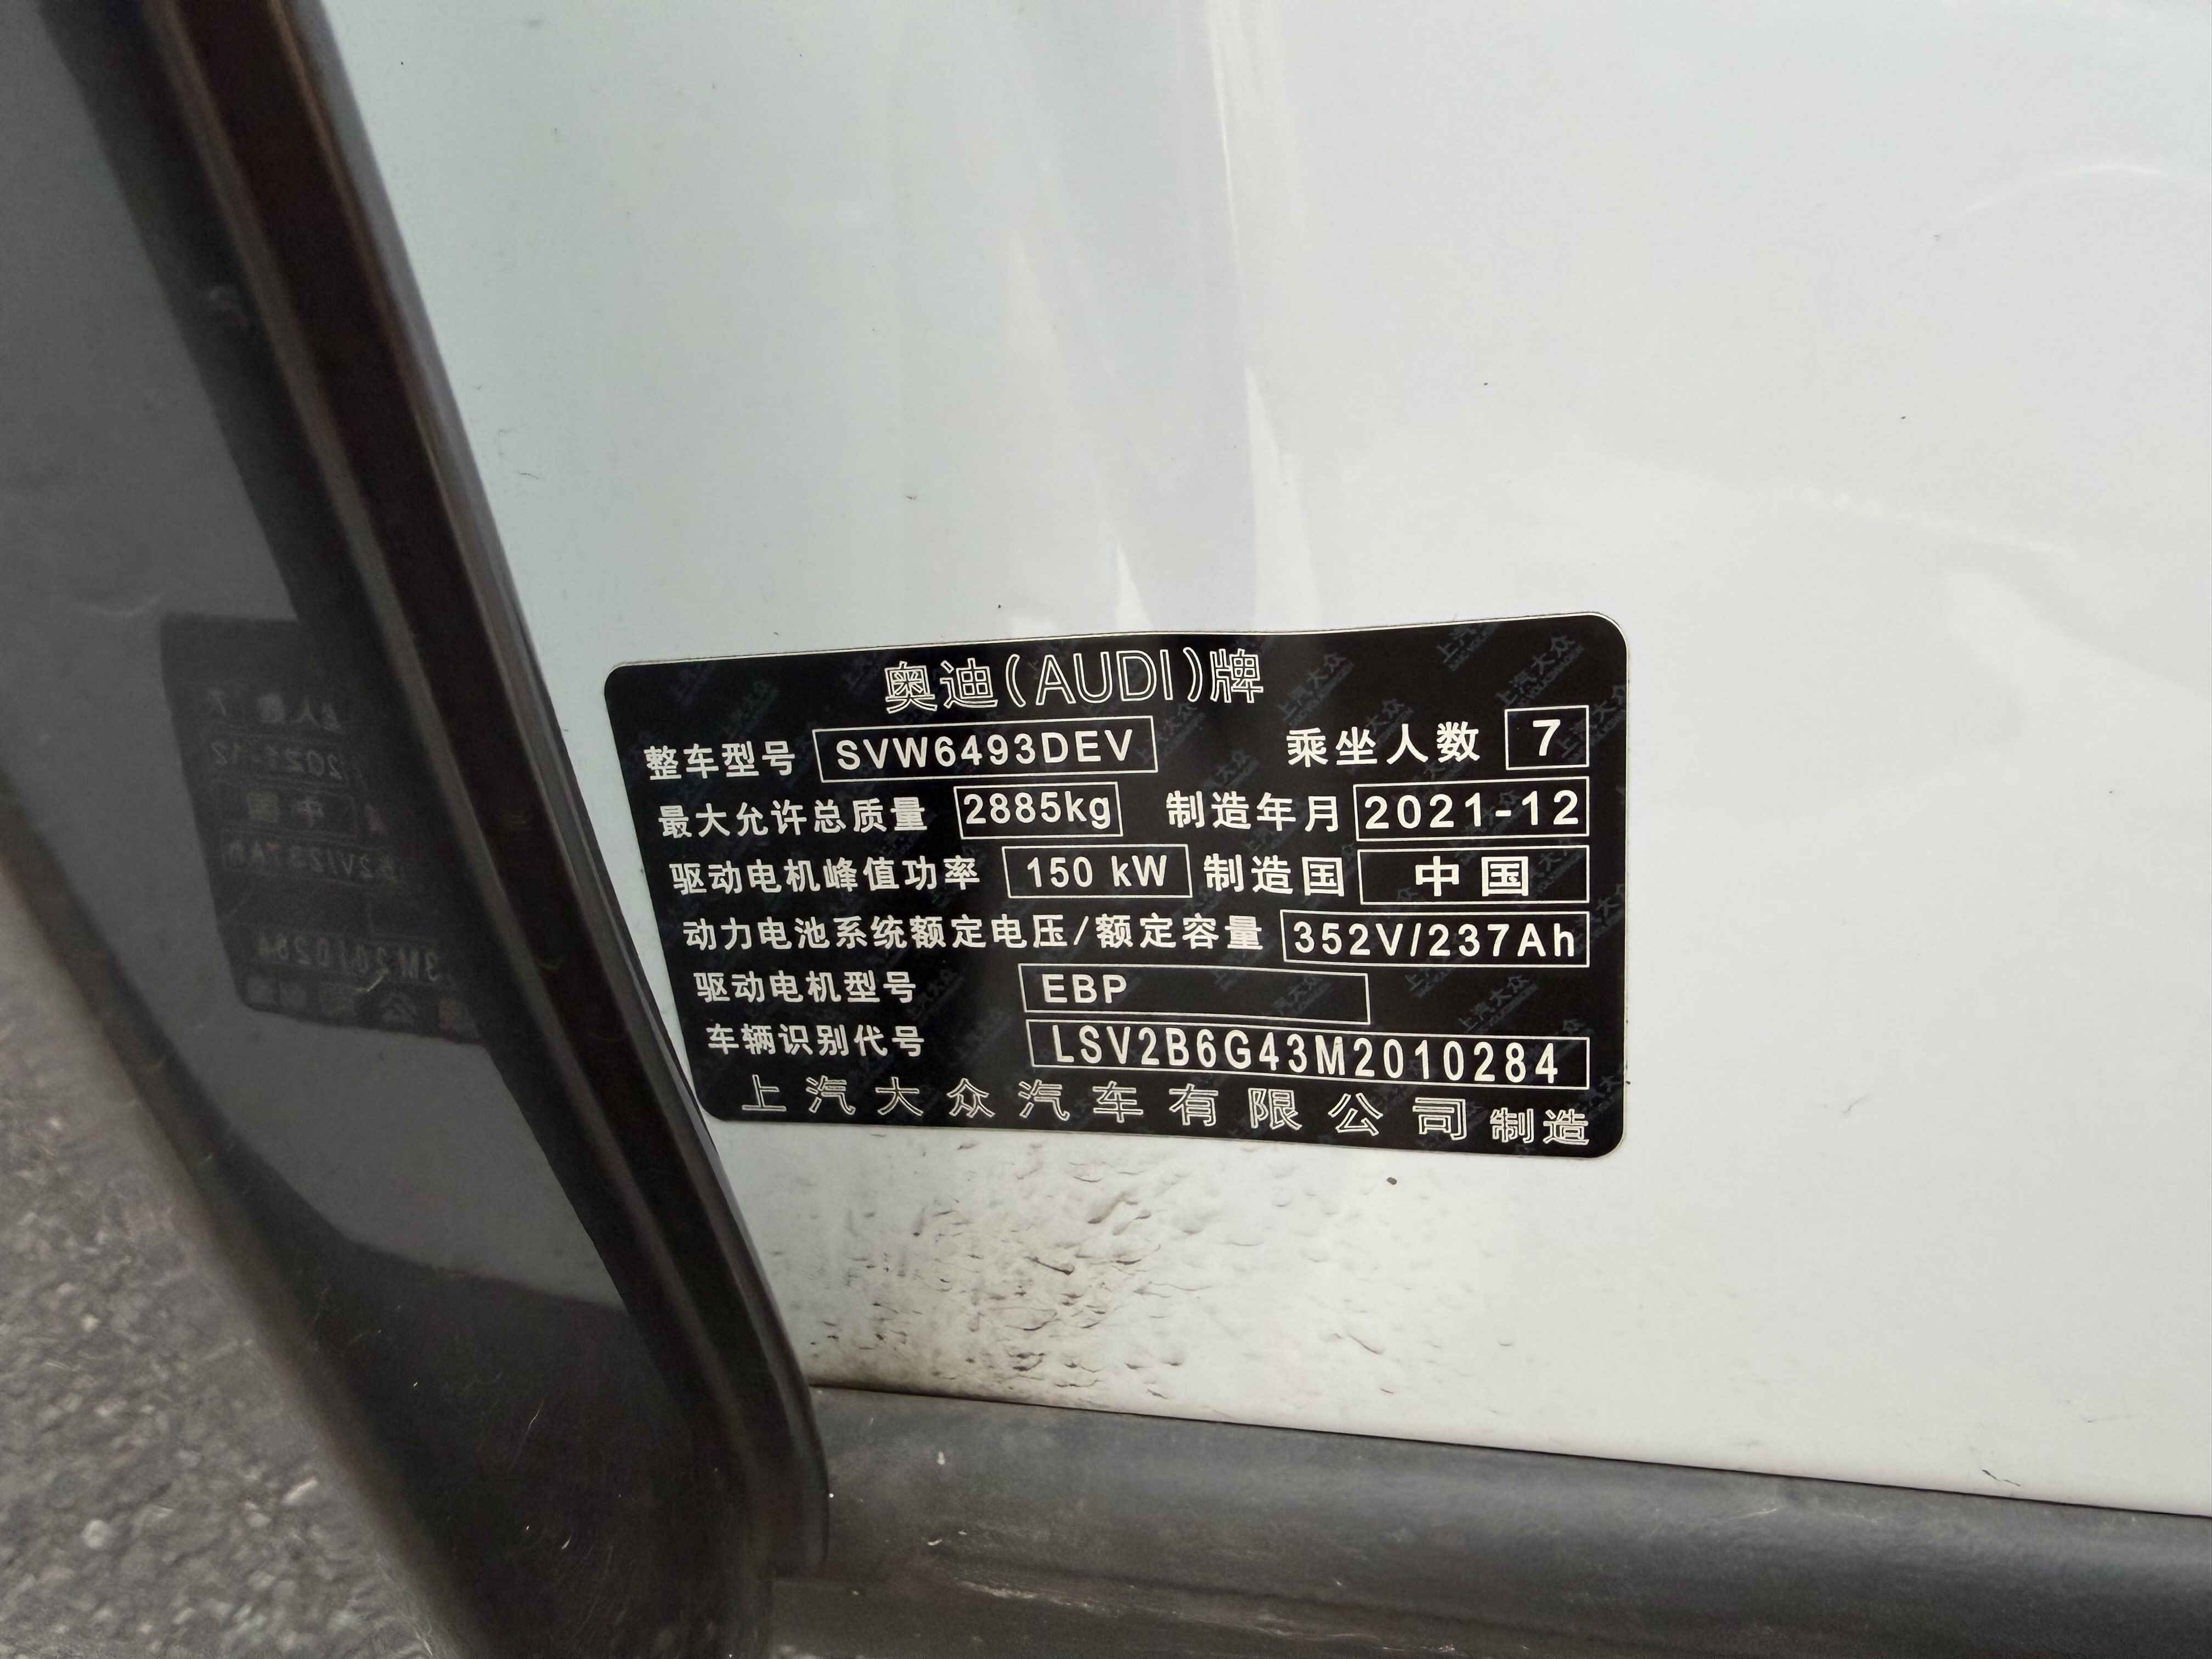 奥迪(AUDI)牌
整车型号 SVW6493DEV 乘坐人数 7
最大允许总质量 2885kg 制造年月 2021-12
驱动电机峰值功率 150 kW 制造国 中国
动力电池系统额定电压/额定容量 352V/237Ah
驱动电机型号 EBP
车辆识别代号 LSV2B6G43M2010284
上汽大众汽车有限公司 制造